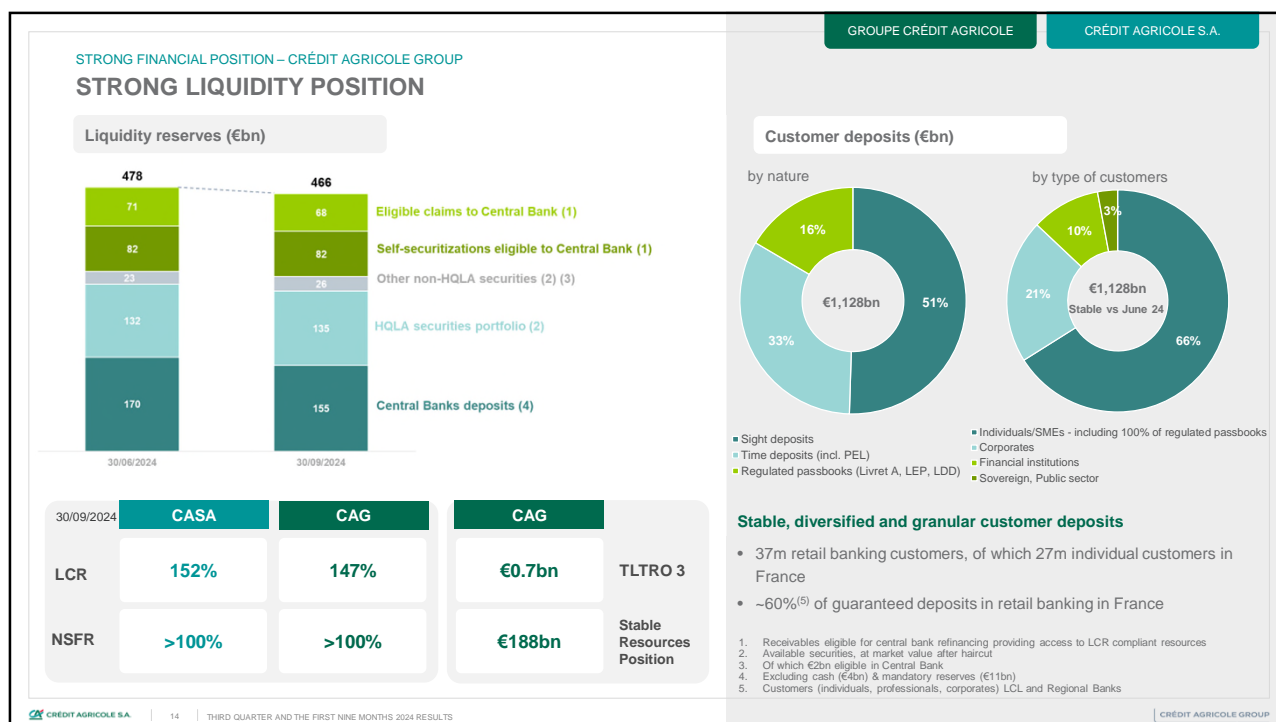 GROUPE CRÉDIT AGRICOLE
CRÉDIT AGRICOLE S.A.
STRONG FINANCIAL POSITION – CRÉDIT AGRICOLE GROUP
STRONG LIQUIDITY POSITION
Liquidity reserves (€bn)
478
466
71
68
Eligible claims to Central Bank (1)
82
82
Self-securitizations eligible to Central Bank (1)
23
26
Other non-HQLA securities (2) (3)
132
135
HQLA securities portfolio (2)
170
155
Central Banks deposits (4)
30/06/2024
30/09/2024
30/09/2024
CASA
CAG
CAG
LCR
152%
147%
€0.7bn
TLTRO 3
NSFR
>100%
>100%
€188bn
Stable
Resources
Position
Customer deposits (€bn)
by nature
16%
€1,128bn
51%
33%
Sight deposits
Time deposits (incl. PEL)
Regulated passbooks (Livret A, LEP, LDD)
by type of customers
3%
10%
21%
€1,128bn
Stable vs June 24
66%
Individuals/SMEs - including 100% of regulated passbooks
Corporates
Financial institutions
Sovereign, Public sector
Stable, diversified and granular customer deposits
• 37m retail banking customers, of which 27m individual customers in
France
• ~60%(5) of guaranteed deposits in retail banking in France
1. Receivables eligible for central bank refinancing providing access to LCR compliant resources
2. Available securities, at market value after haircut
3. Of which €2bn eligible in Central Bank
4. Excluding cash (€4bn) & mandatory reserves (€11bn)
5. Customers (individuals, professionals, corporates) LCL and Regional Banks
CRÉDIT AGRICOLE S.A.
14
THIRD QUARTER AND THE FIRST NINE MONTHS 2024 RESULTS
CRÉDIT AGRICOLE GROUP